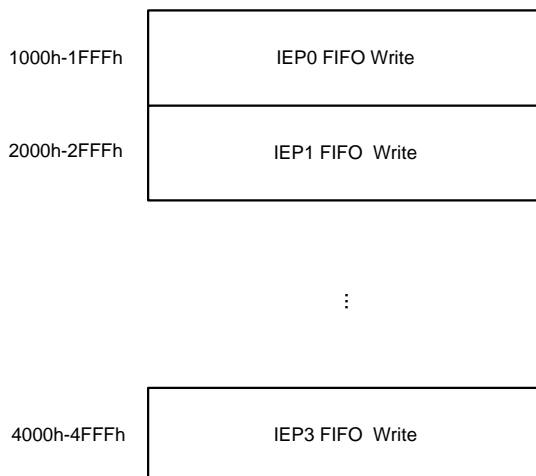 1000h-1FFFh IEP0 FIFO Write
2000h-2FFFh IEP1 FIFO Write
...
4000h-4FFFh IEP3 FIFO Write